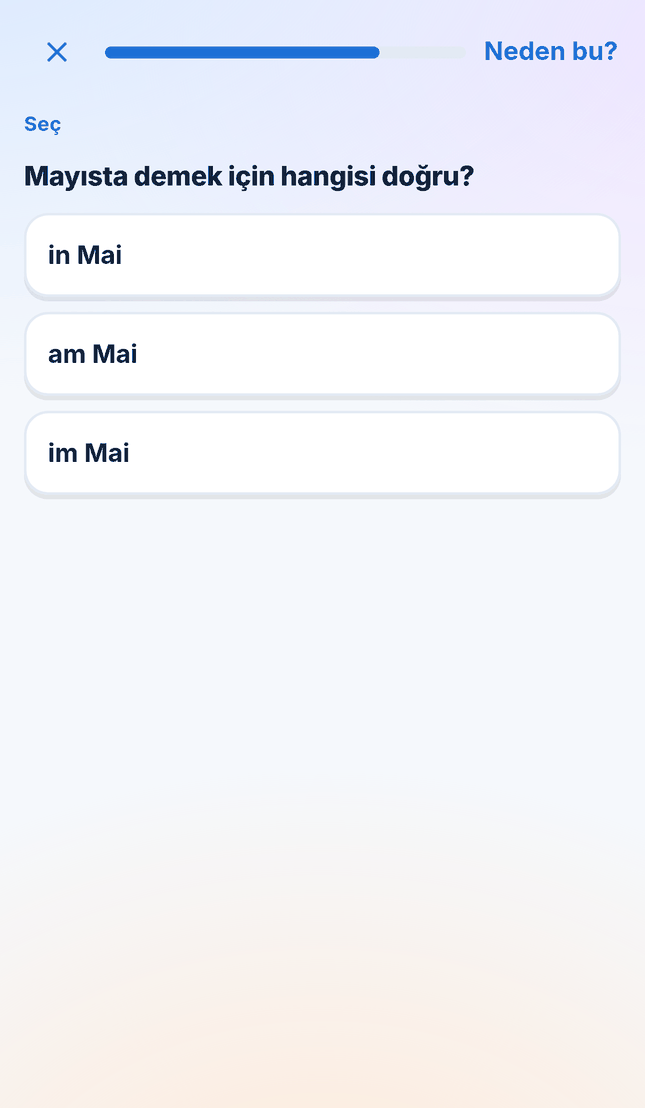 Neden bu?
Seç
Mayısta demek için hangisi doğru?
in Mai
am Mai
im Mai